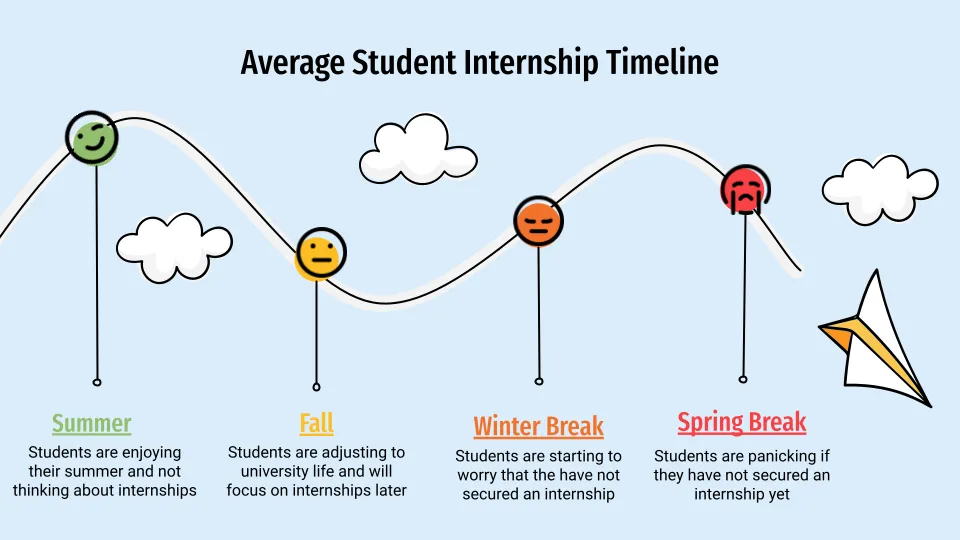 Average Student Internship Timeline
Summer
Students are enjoying
their summer and not
thinking about internships
Fall
Students are adjusting to
university life and will
focus on internships later
Winter Break
Students are starting to
worry that the have not
secured an internship
Spring Break
Students are panicking if
they have not secured an
internship yet